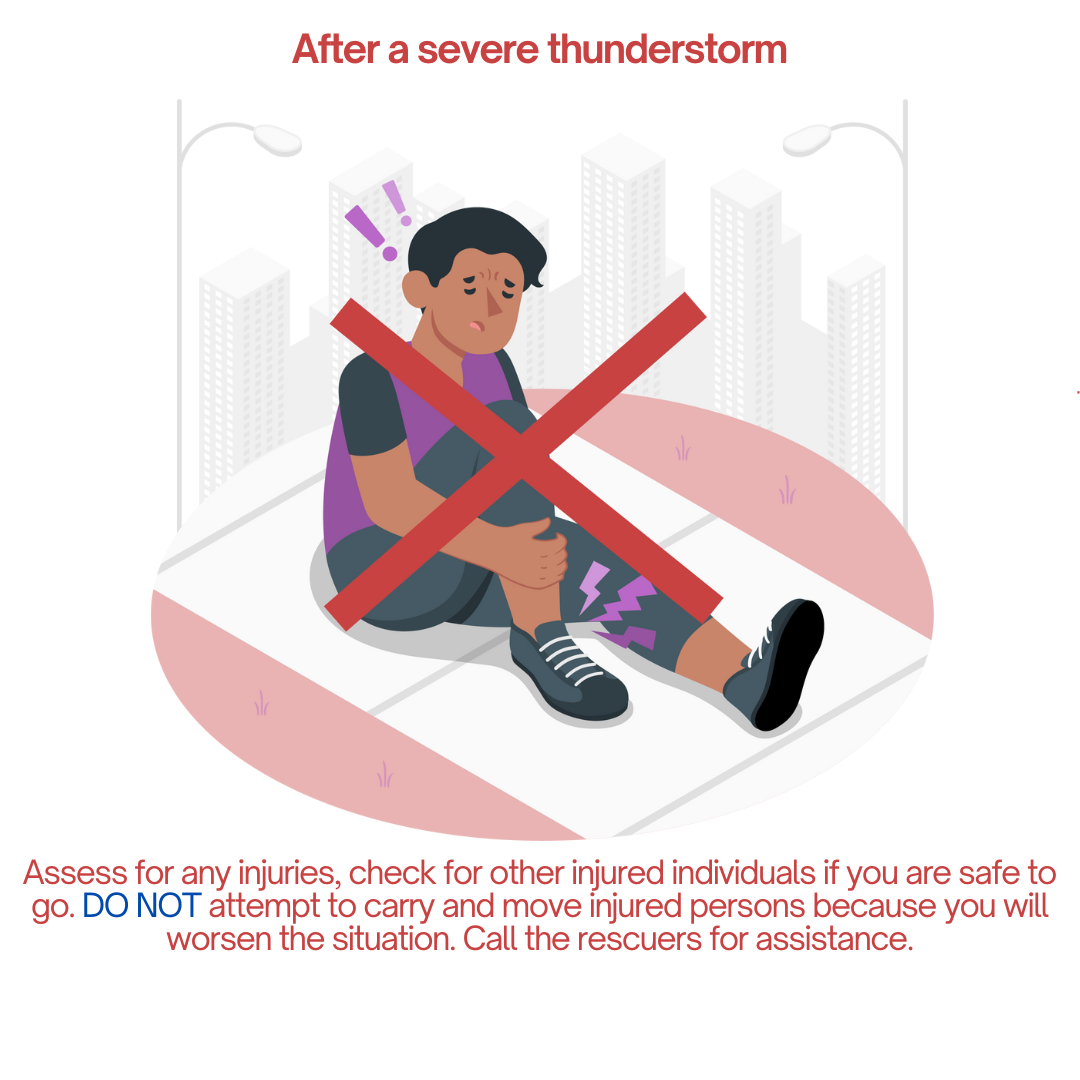 After a severe thunderstorm
Assess for any injuries, check for other injured individuals if you are safe to
go. DO NOT attempt to carry and move injured persons because you will
worsen the situation. Call the rescuers for assistance.